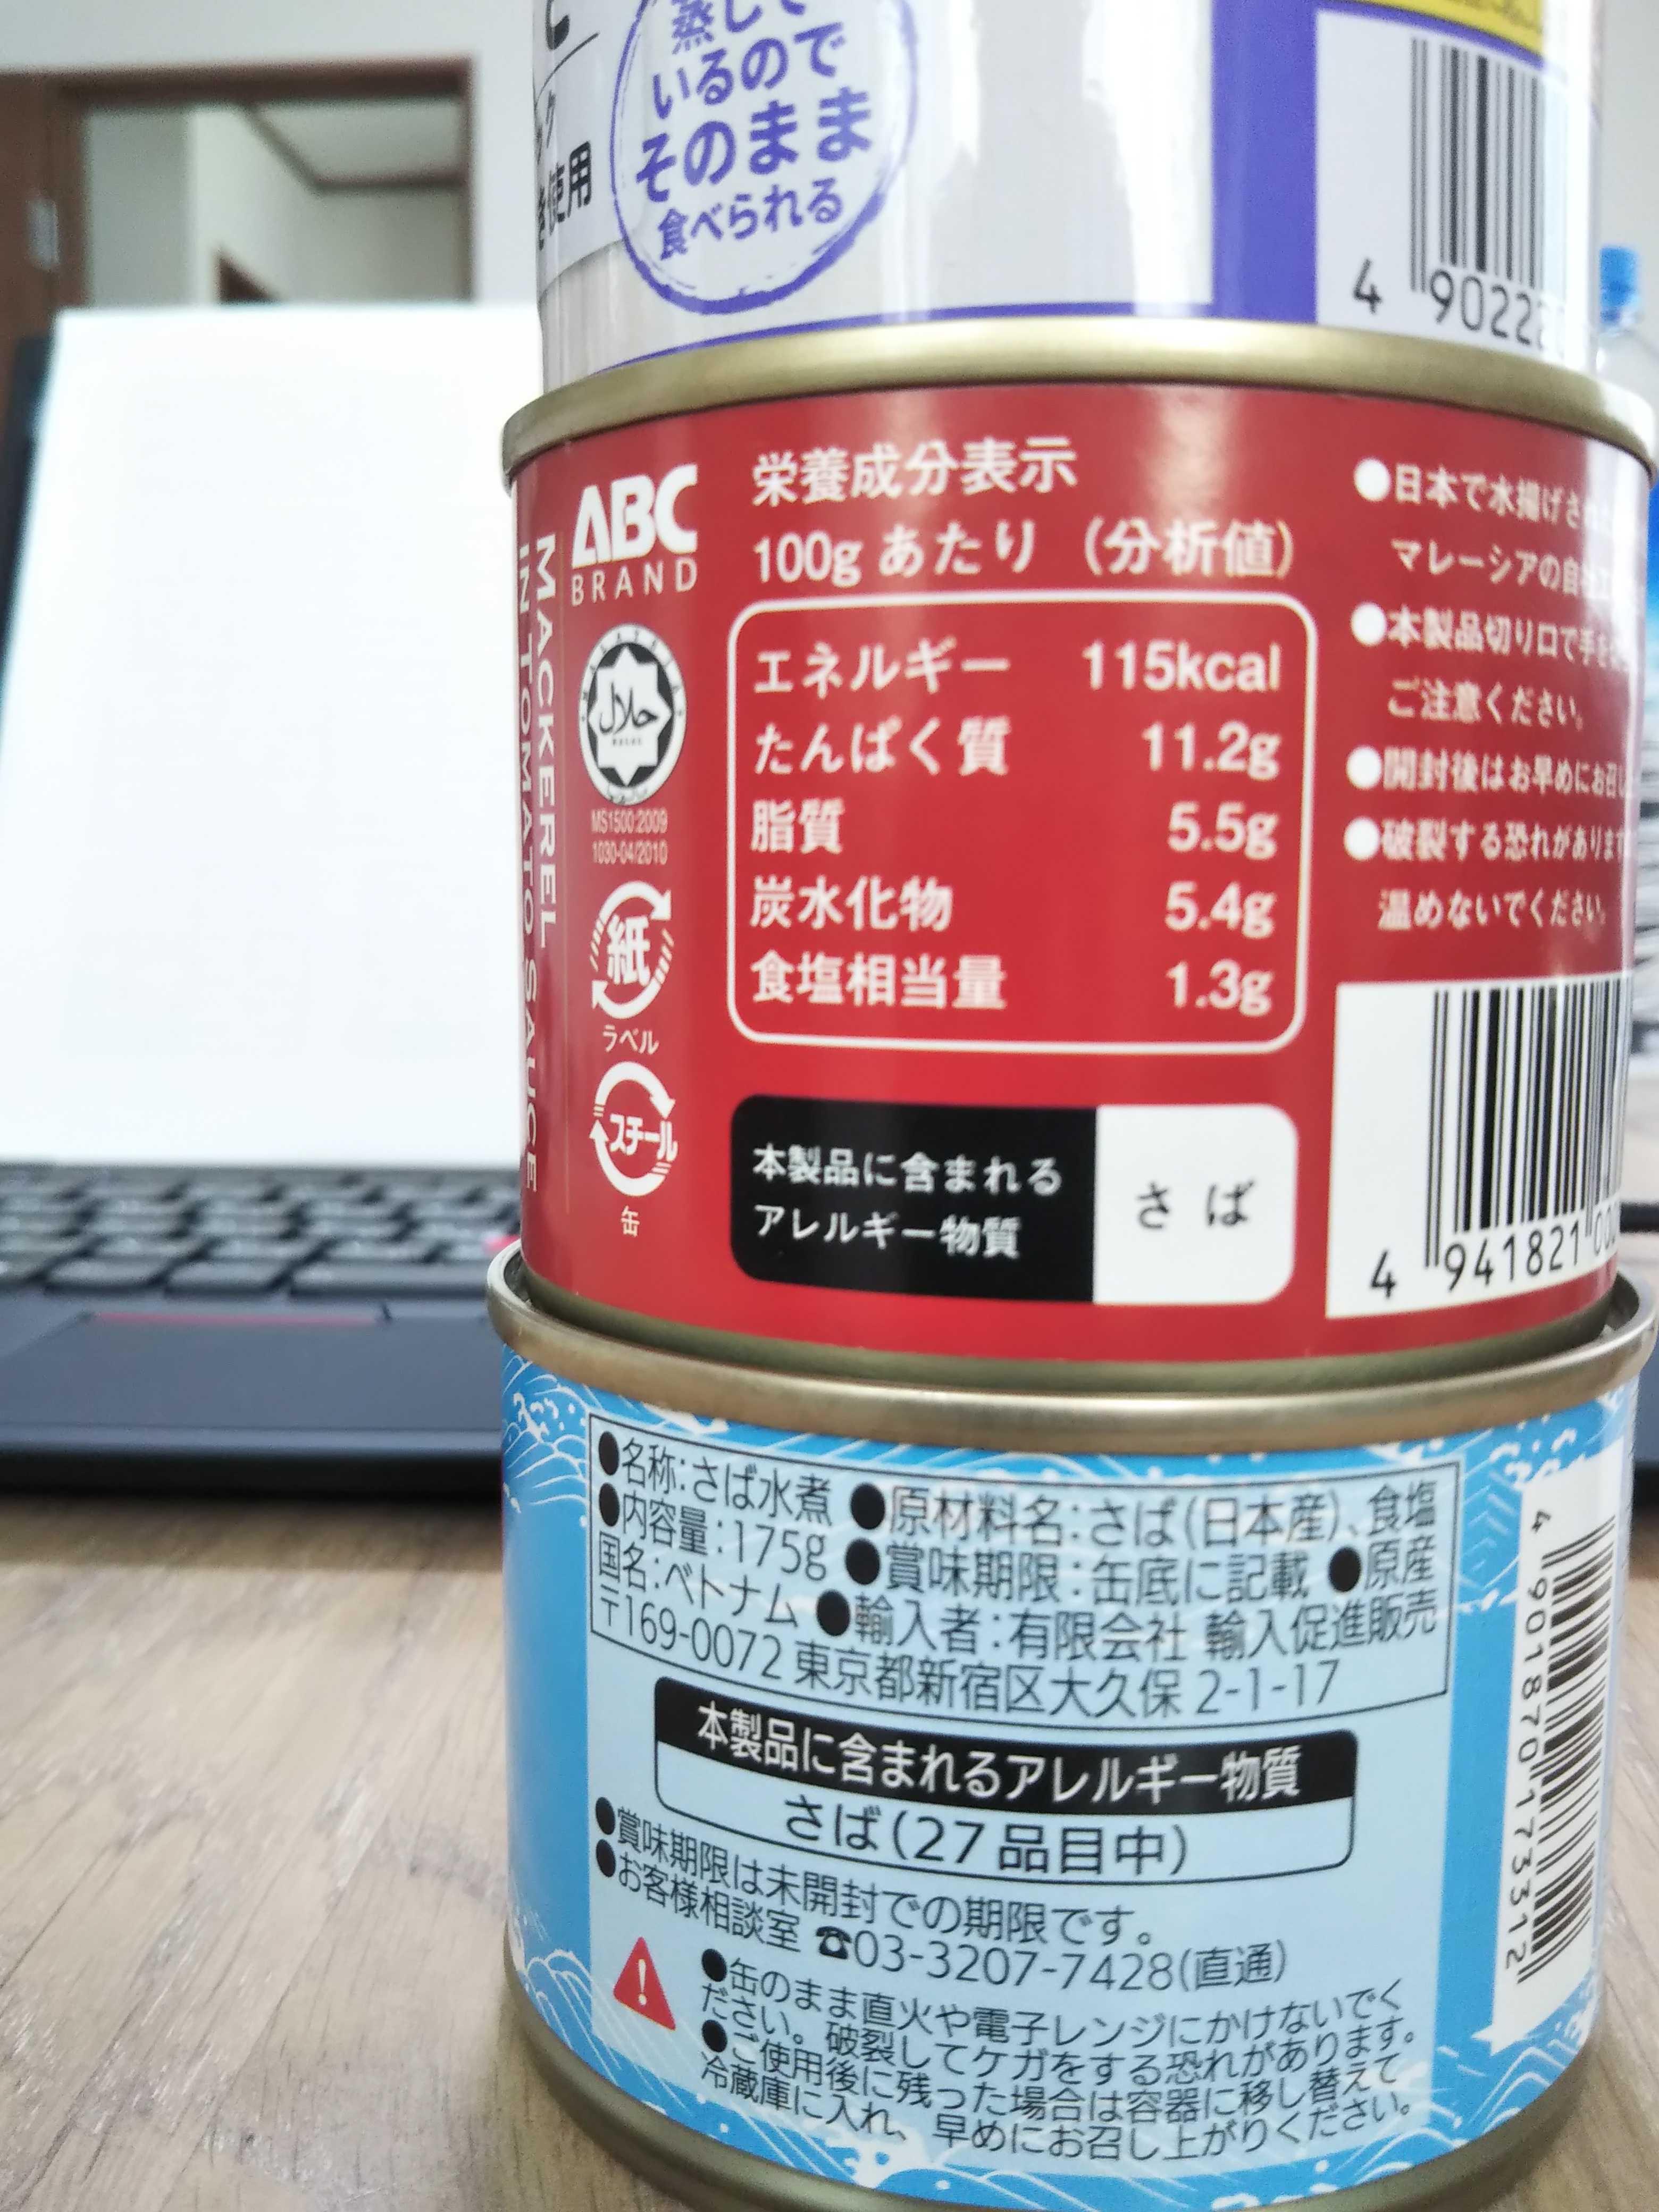 蒸して
いるので
そのまま
食べられる
使用
4 90222
ABC
BRAND
MACKEREL
IN TOMATO SAUCE
حلال
MS1500:2009
1030-04/2010
紙
ラベル
スチール
缶
栄養成分表示
100gあたり (分析値)
エネルギー 115kcal
たんぱく質 11.2g
脂質 5.5g
炭水化物 5.4g
食塩相当量 1.3g
本製品に含まれる
アレルギー物質
さば
●日本で水揚げさ
マレーシアの自
●本製品切り口で手を
ご注意ください。
●開封後はお早めにお召し
●破裂する恐れがあります
温めないでください。
4 941821 00
●名称:さば水煮 ●原材料名:さば(日本産)、食塩
●内容量:175g ●賞味期限:缶底に記載 ●原産
国名:ベトナム ●輸入者:有限会社 輸入促進販売
〒169-0072 東京都新宿区大久保 2-1-17
本製品に含まれるアレルギー物質
さば(27品目中)
●賞味期限は未開封での期限です。
●お客様相談室 ☎03-3207-7428(直通)
●缶のまま直火や電子レンジにかけないでく
ださい。破裂してケガをする恐れがあります。
●ご使用後に残った場合は容器に移し替えて
冷蔵庫に入れ、早めにお召し上がりください。
4 901870 173312